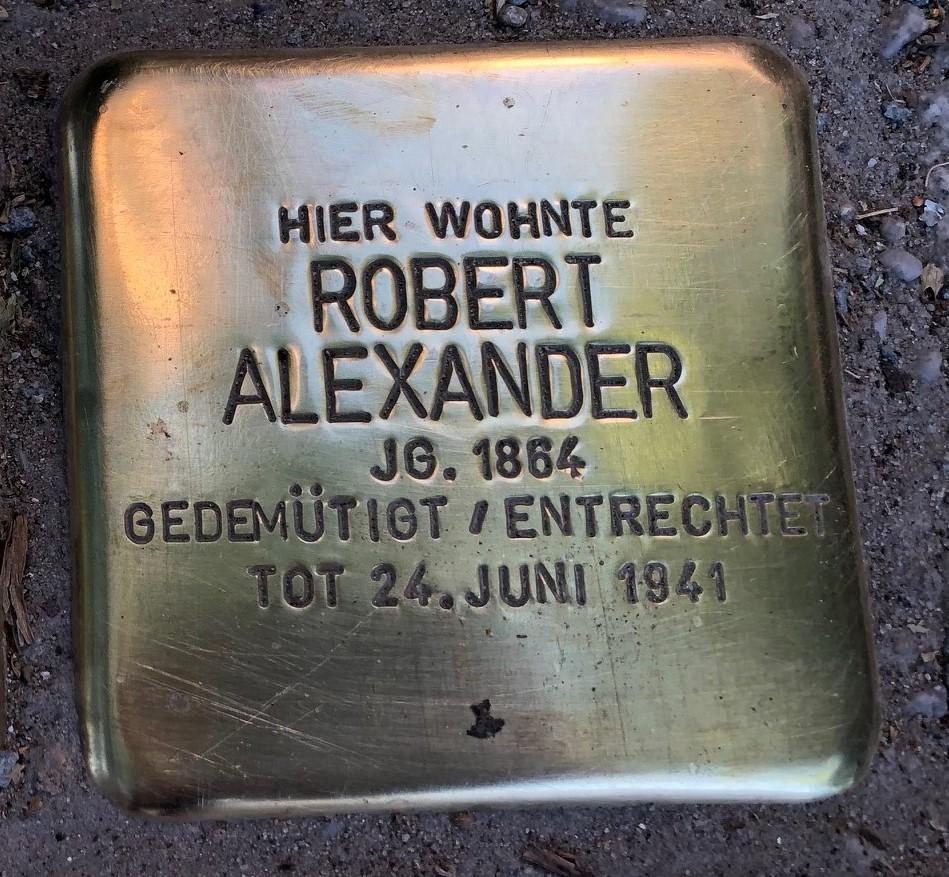 HIER WOHNTE
ROBERT
ALEXANDER
JG. 1864
GEDEMÜTIGT / ENTRECHTET
TOT 24. JUNI 1941